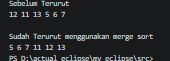 Sebelum Terurut
12 11 13 5 6 7
Sudah Terurut menggunakan merge sort
5 6 7 11 12 13
PS D:\actual eclipse\my eclipse\src>